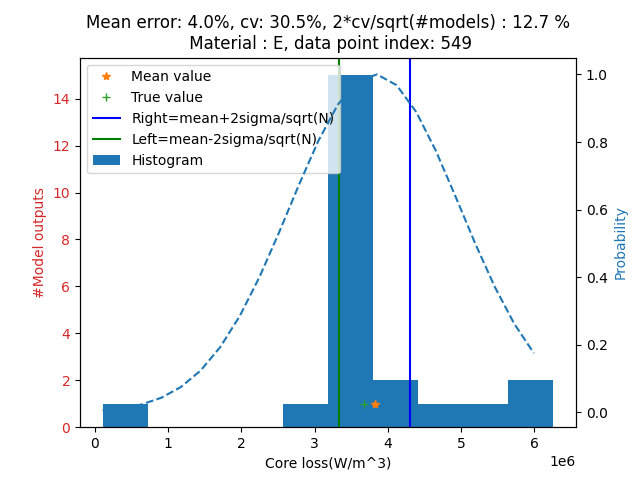 Mean error: 4.0%, cv: 30.5%, 2*cv/sqrt(#models) : 12.7 %
Material : E, data point index: 549
Mean value
True value
Right=mean+2sigma/sqrt(N)
Left=mean-2sigma/sqrt(N)
Histogram
#Model outputs
0
2
4
6
8
10
12
14
0 1 2 3 4 5 6
1e6
Core loss(W/m^3)
Probability
0.0
0.2
0.4
0.6
0.8
1.0